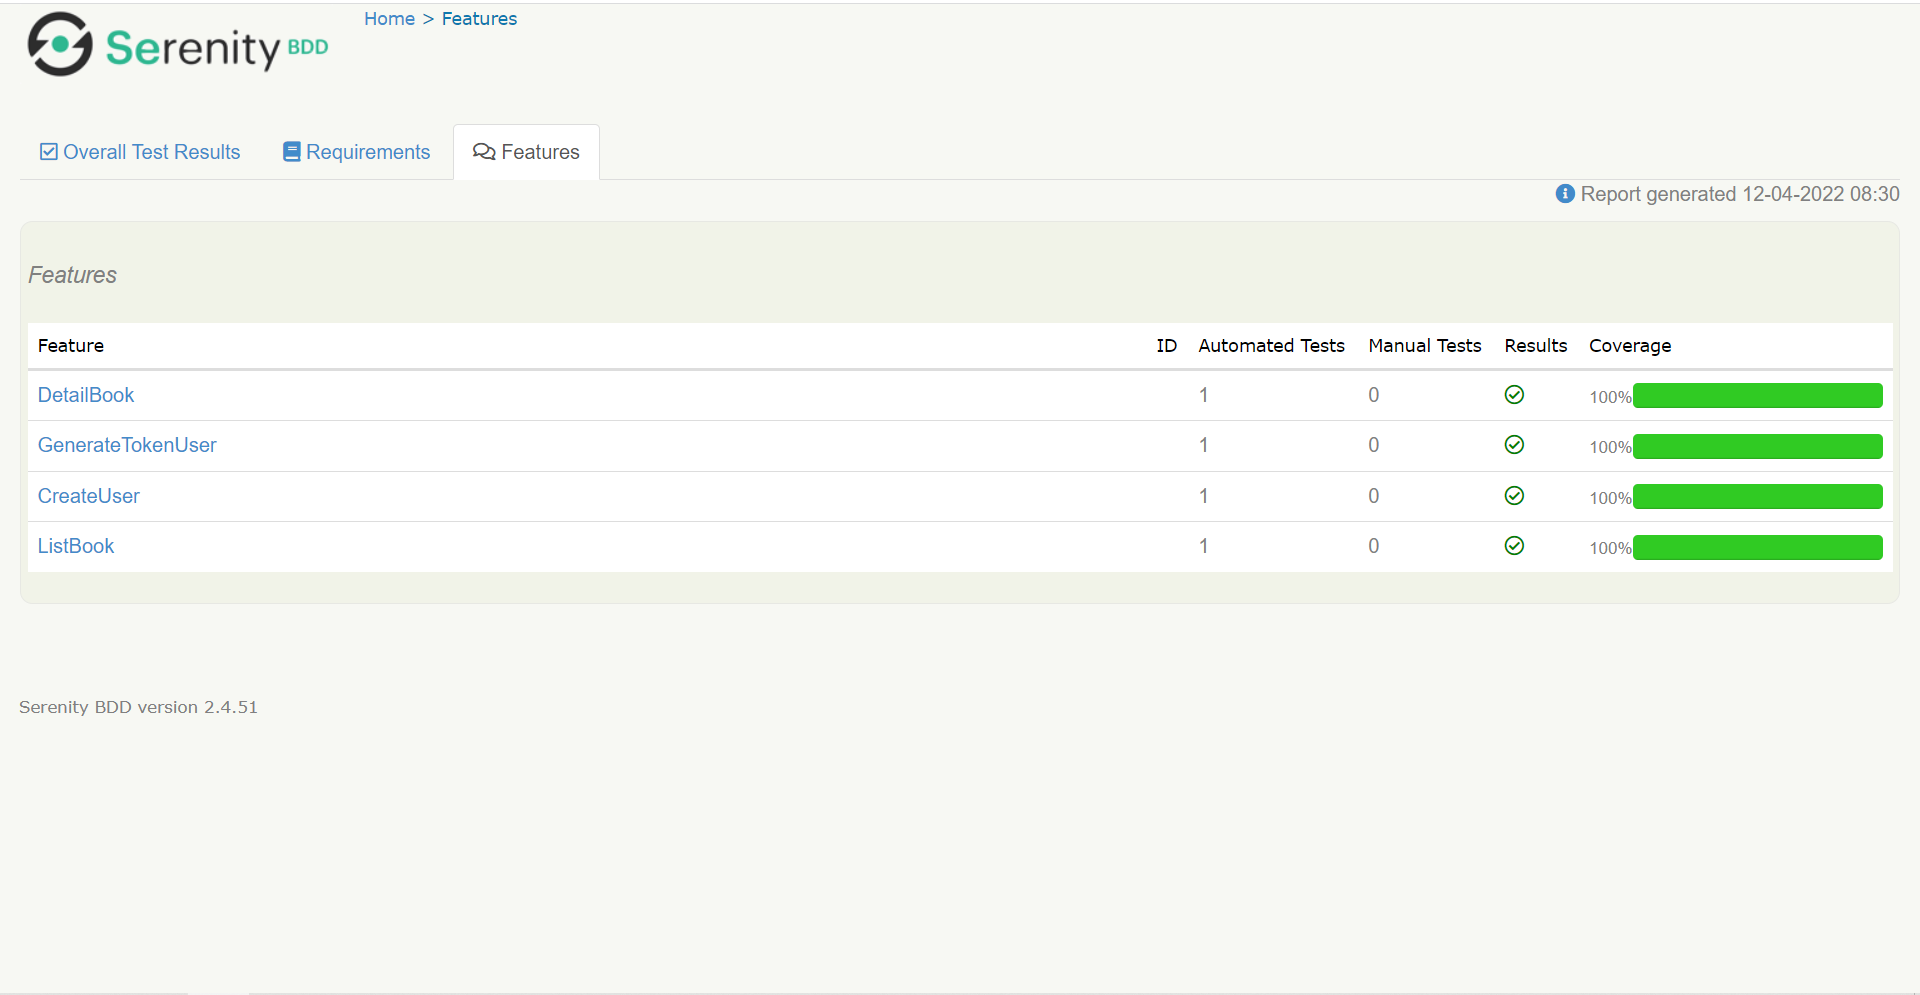 Home > Features
Serenity BDD
Overall Test Results Requirements Features
Report generated 12-04-2022 08:30
Features
Feature ID Automated Tests Manual Tests Results Coverage
DetailBook 1 0 100%
GenerateTokenUser 1 0 100%
CreateUser 1 0 100%
ListBook 1 0 100%
Serenity BDD version 2.4.51